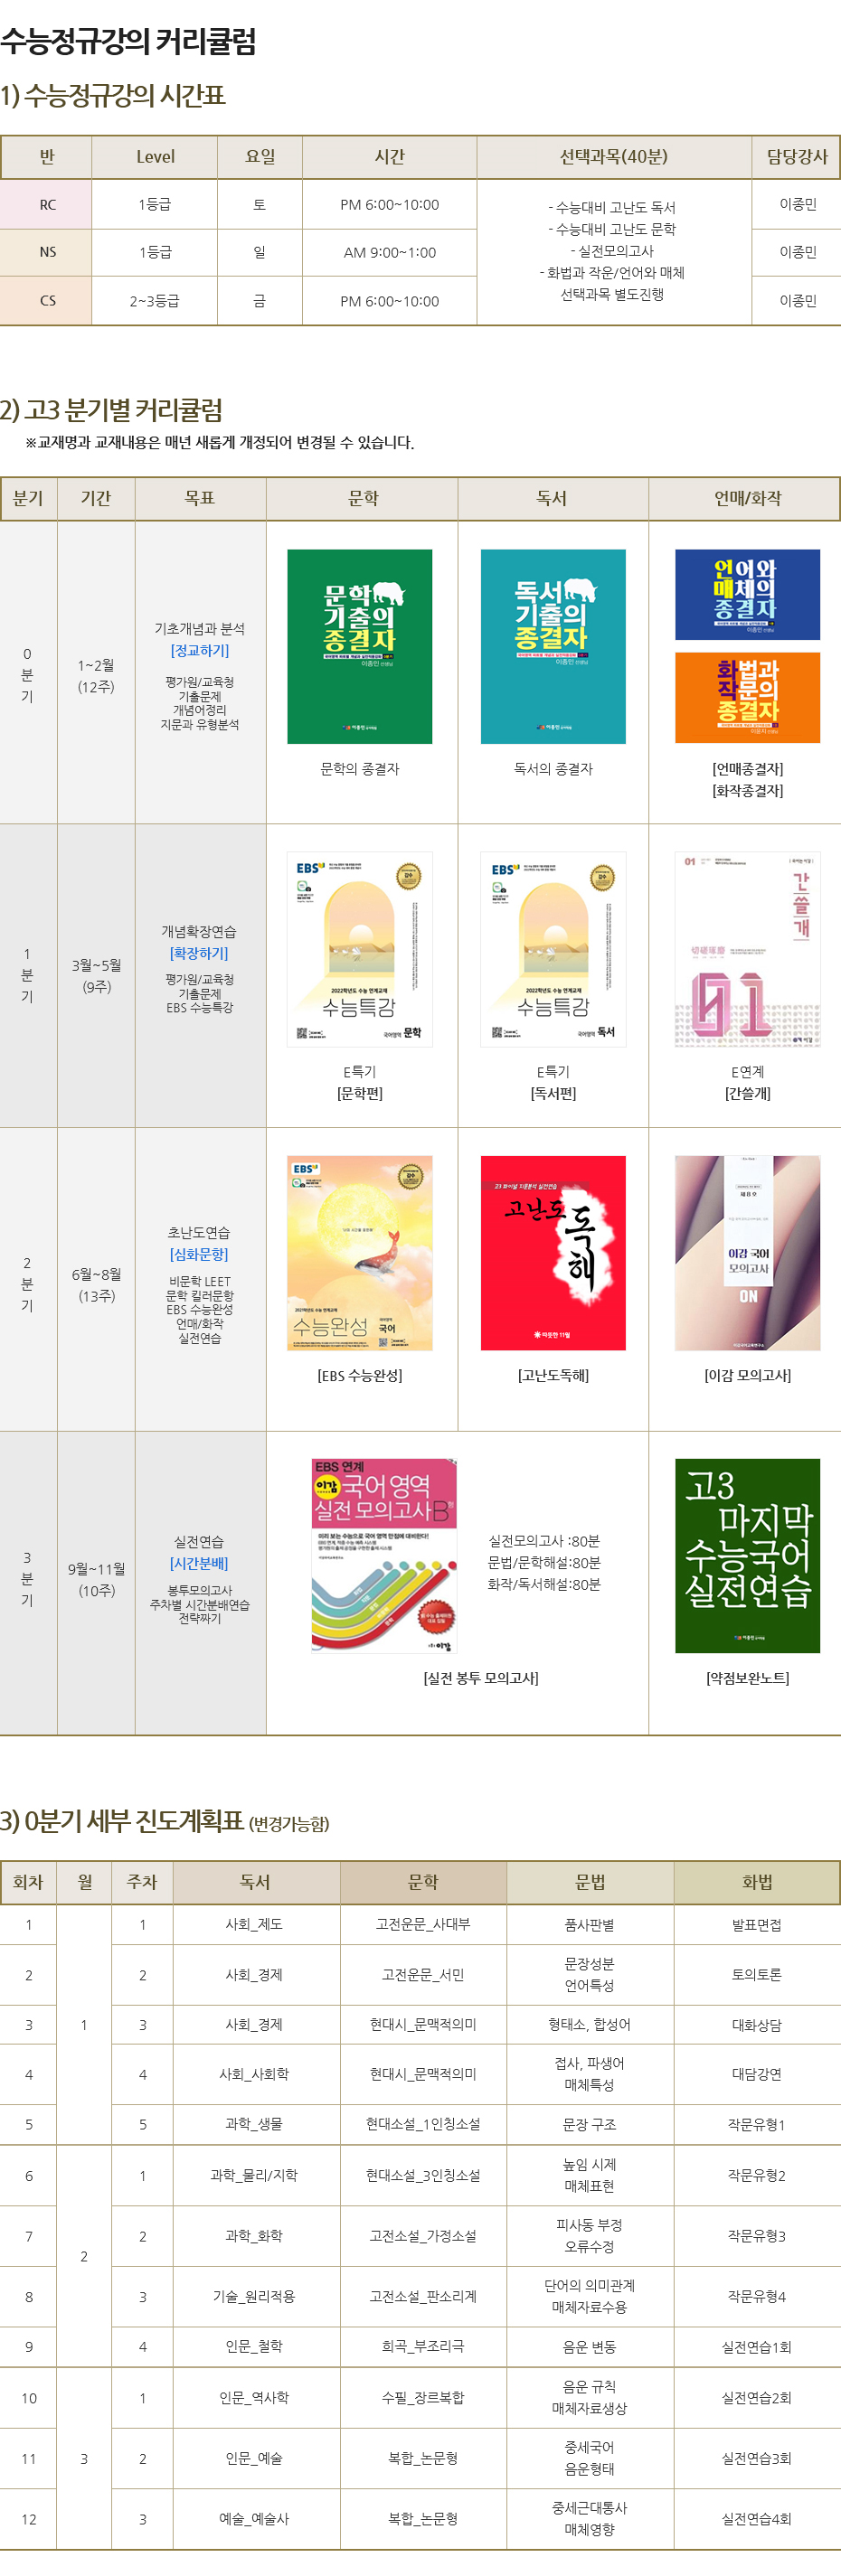 수능정규강의 커리큘럼
1) 수능정규강의 시간표
반 Level 요일 시간 선택과목(40분) 담당강사
RC 1등급 토 PM 6:00~10:00 이종민
NS 1등급 일 AM 9:00~1:00 이종민
CS 2~3등급 금 PM 6:00~10:00 이종민
- 수능대비 고난도 독서
- 수능대비 고난도 문학
- 실전모의고사
- 화법과 작운/언어와 매체
선택과목 별도진행
2) 고3 분기별 커리큘럼
※교재명과 교재내용은 매년 새롭게 개정되어 변경될 수 있습니다.
분기 기간 목표 문학 독서 언매/화작
0
분
기
1~2월
(12주)
기초개념과 분석
[정교하기]
평가원/교육청
기출문제
개념어정리
지문과 유형분석
문학
기출의
종결자
이종민
문학의 종결자
독서
기출의
종결자
이종민
독서의 종결자
언어와
매체의
종결자
이종민
화법과
작문의
종결자
[언매종결자]
[화작종결자]
1
분
기
3월~5월
(9주)
개념확장연습
[확장하기]
평가원/교육청
기출문제
EBS 수능특강
EBS
2022학년도 수능 연계교재
수능특강
국어영역 문학
E특기
[문학편]
EBS
2022학년도 수능 연계교재
수능특강
국어영역 독서
E특기
[독서편]
01
간
쓸
개
01
E연계
[간쓸개]
2
분
기
6월~8월
(13주)
초난도연습
[심화문항]
비문학 LEET
문학 킬러문항
EBS 수능완성
언매/화작
실전연습
EBS
2021학년도 수능 연계교재
수능완성
국어영역
국어
[EBS 수능완성]
고3 파이널 지문분석 실전연습
고난도
독
해
따뜻한 11월
[고난도독해]
이감 국어
모의고사
ON
[이감 모의고사]
3
분
기
9월~11월
(10주)
실전연습
[시간분배]
봉투모의고사
주차별 시간분배연습
전략짜기
EBS 연계
이감 국어 영역
실전 모의고사 B형
미리 보는 수능으로 국어 영역 만점에 대비한다!
이감
실전모의고사 :80분
문법/문학해설:80분
화작/독서해설:80분
[실전 봉투 모의고사]
고3
마지막
수능국어
실전연습
[약점보완노트]
3) 0분기 세부 진도계획표 (변경가능함)
회차 월 주차 독서 문학 문법 화법
1 1 1 사회_제도 고전운문_사대부 품사판별 발표면접
2 2 사회_경제 고전운문_서민 문장성분 언어특성 토의토론
3 3 사회_경제 현대시_문맥적의미 형태소, 합성어 대화상담
4 4 사회_사회학 현대시_문맥적의미 접사, 파생어 매체특성 대담강연
5 5 과학_생물 현대소설_1인칭소설 문장 구조 작문유형1
6 2 1 과학_물리/지학 현대소설_3인칭소설 높임 시제 매체표현 작문유형2
7 2 과학_화학 고전소설_가정소설 피사동 부정 오류수정 작문유형3
8 3 기술_원리적용 고전소설_판소리계 단어의 의미관계 매체자료수용 작문유형4
9 4 인문_철학 희곡_부조리극 음운 변동 실전연습1회
10 3 1 인문_역사학 수필_장르복합 음운 규칙 매체자료생상 실전연습2회
11 2 인문_예술 복합_논문형 중세국어 음운형태 실전연습3회
12 3 예술_예술사 복합_논문형 중세근대통사 매체영향 실전연습4회